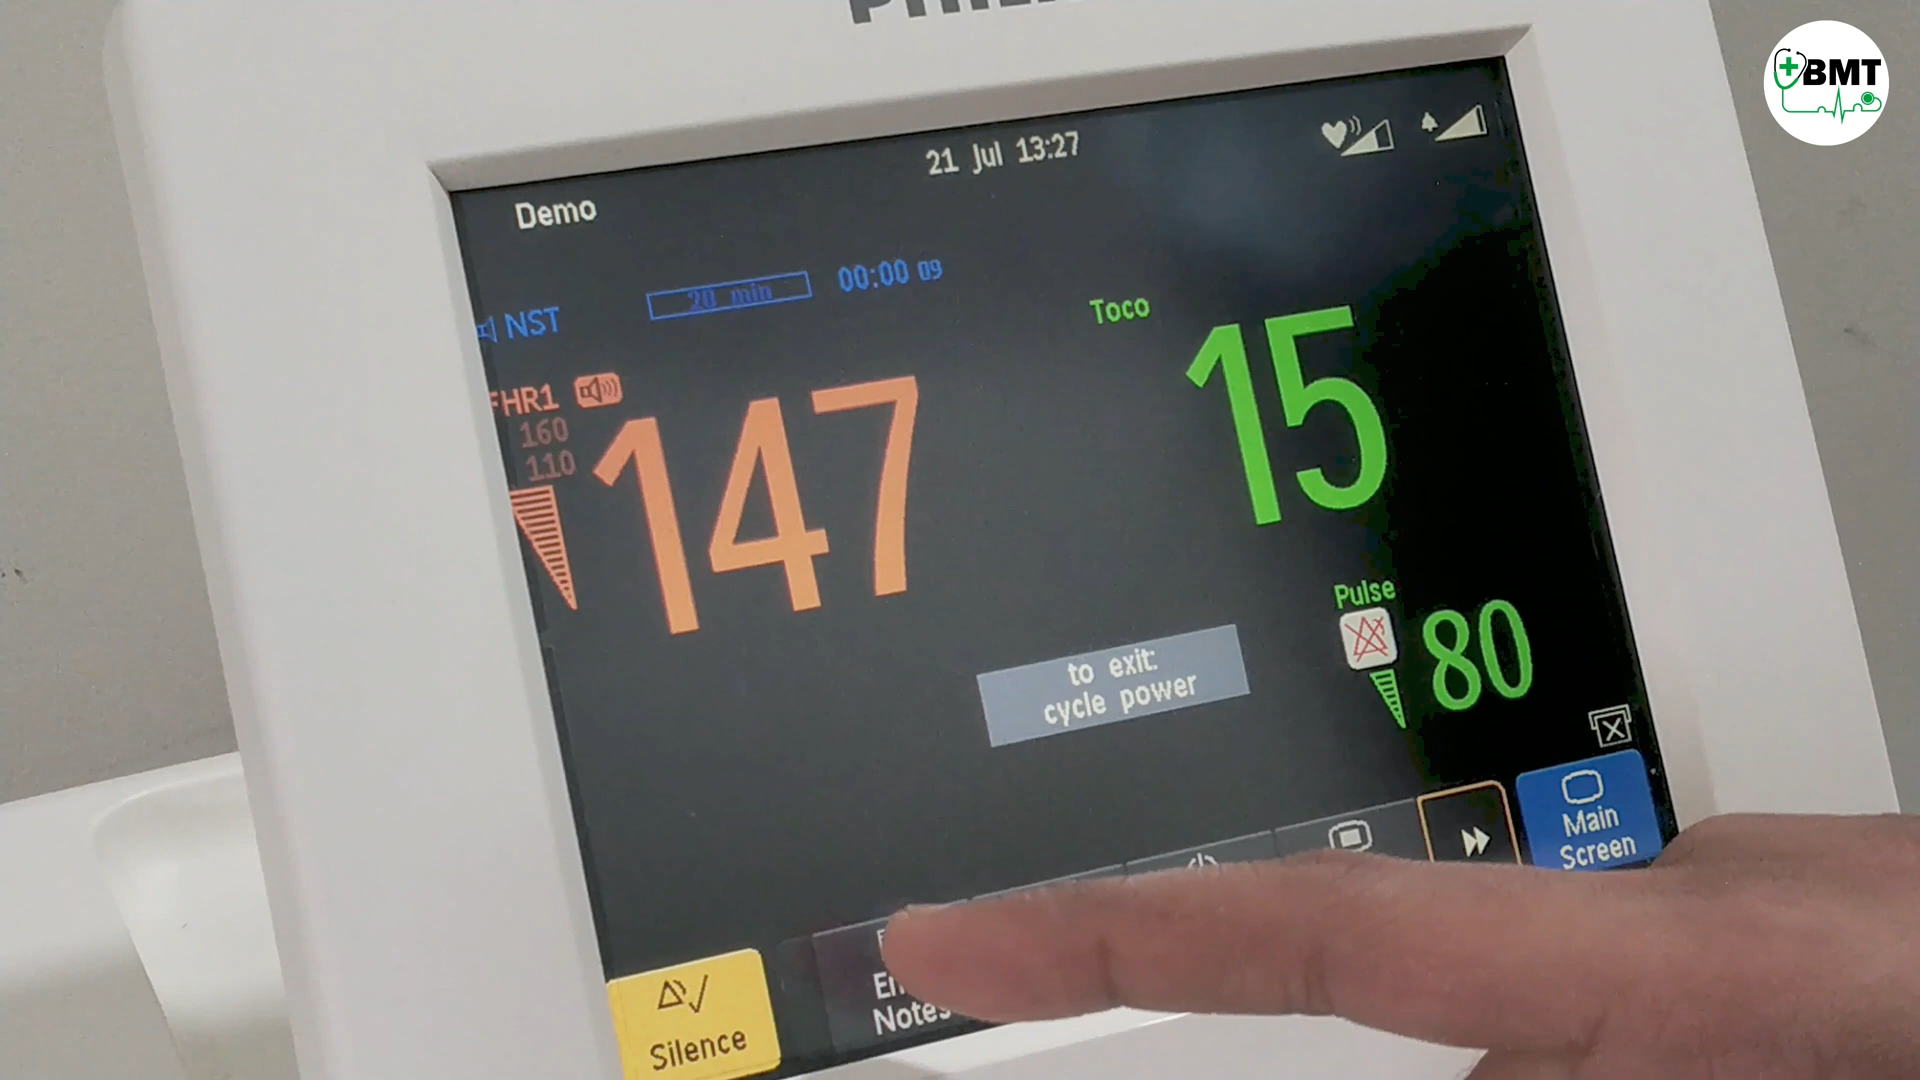 BMT
21 Jul 13:27
Demo
NST
20 min
00:00 09
Toco
15
FHR1
160
110
147
Pulse
80
to exit:
cycle power
Main
Screen
Notes
Silence